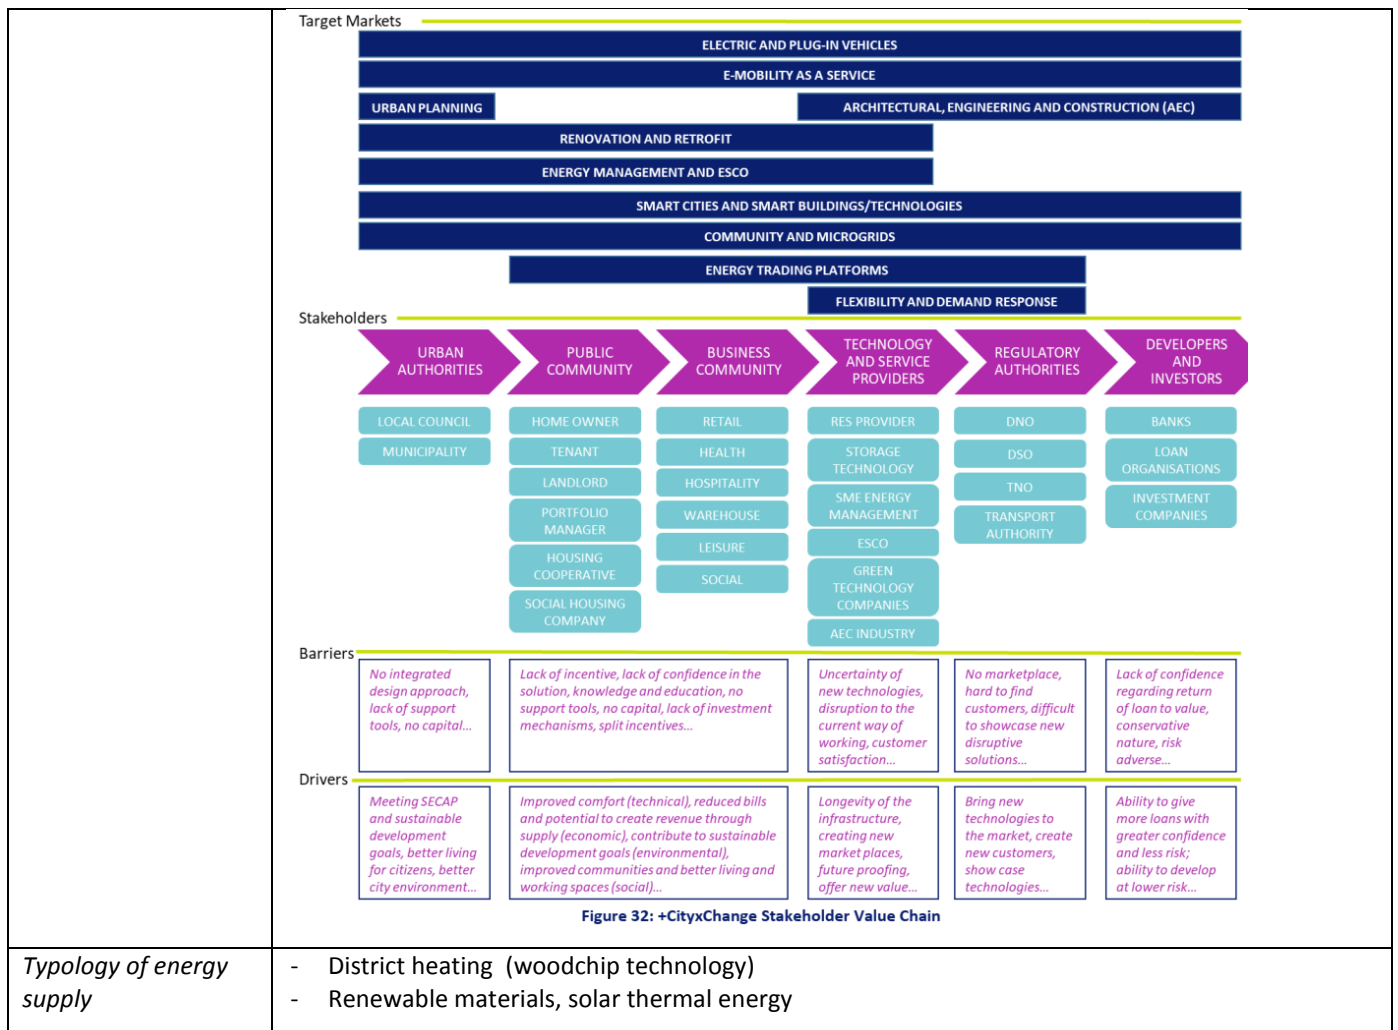 Target Markets
ELECTRIC AND PLUG-IN VEHICLES
E-MOBILITY AS A SERVICE
URBAN PLANNING
ARCHITECTURAL, ENGINEERING AND CONSTRUCTION (AEC)
RENOVATION AND RETROFIT
ENERGY MANAGEMENT AND ESCO
SMART CITIES AND SMART BUILDINGS/TECHNOLOGIES
COMMUNITY AND MICROGRIDS
ENERGY TRADING PLATFORMS
FLEXIBILITY AND DEMAND RESPONSE
Stakeholders
URBAN
AUTHORITIES
PUBLIC
COMMUNITY
BUSINESS
COMMUNITY
TECHNOLOGY
AND SERVICE
PROVIDERS
REGULATORY
AUTHORITIES
DEVELOPERS
AND
INVESTORS
LOCAL COUNCIL
MUNICIPALITY
HOME OWNER
TENANT
LANDLORD
PORTFOLIO
MANAGER
HOUSING
COOPERATIVE
SOCIAL HOUSING
COMPANY
RETAIL
HEALTH
HOSPITALITY
WAREHOUSE
LEISURE
SOCIAL
RES PROVIDER
STORAGE
TECHNOLOGY
SME ENERGY
MANAGEMENT
ESCO
GREEN
TECHNOLOGY
COMPANIES
AEC INDUSTRY
DNO
DSO
TNO
TRANSPORT
AUTHORITY
BANKS
LOAN
ORGANISATIONS
INVESTMENT
COMPANIES
Barriers
No integrated
design approach,
lack of support
tools, no capital...
Lack of incentive, lack of confidence in the
solution, knowledge and education, no
support tools, no capital, lack of investment
mechanisms, split incentives...
Uncertainty of
new technologies,
disruption to the
current way of
working, customer
satisfaction...
No marketplace,
hard to find
customers, difficult
to showcase new
disruptive
solutions...
Lack of confidence
regarding return
of loan to value,
conservative
nature, risk
adverse...
Drivers
Meeting SECAP
and sustainable
development
goals, better living
for citizens, better
city environment...
Improved comfort (technical), reduced bills
and potential to create revenue through
supply (economic), contribute to sustainable
development goals (environmental),
improved communities and better living and
working spaces (social)...
Longevity of the
infrastructure,
creating new
market places,
future proofing,
offer new value...
Bring new
technologies to
the market, create
new customers,
show case
technologies...
Ability to give
more loans with
greater confidence
and less risk;
ability to develop
at lower risk...
Figure 32: +CityxChange Stakeholder Value Chain
Typology of energy
supply
- District heating (woodchip technology)
- Renewable materials, solar thermal energy